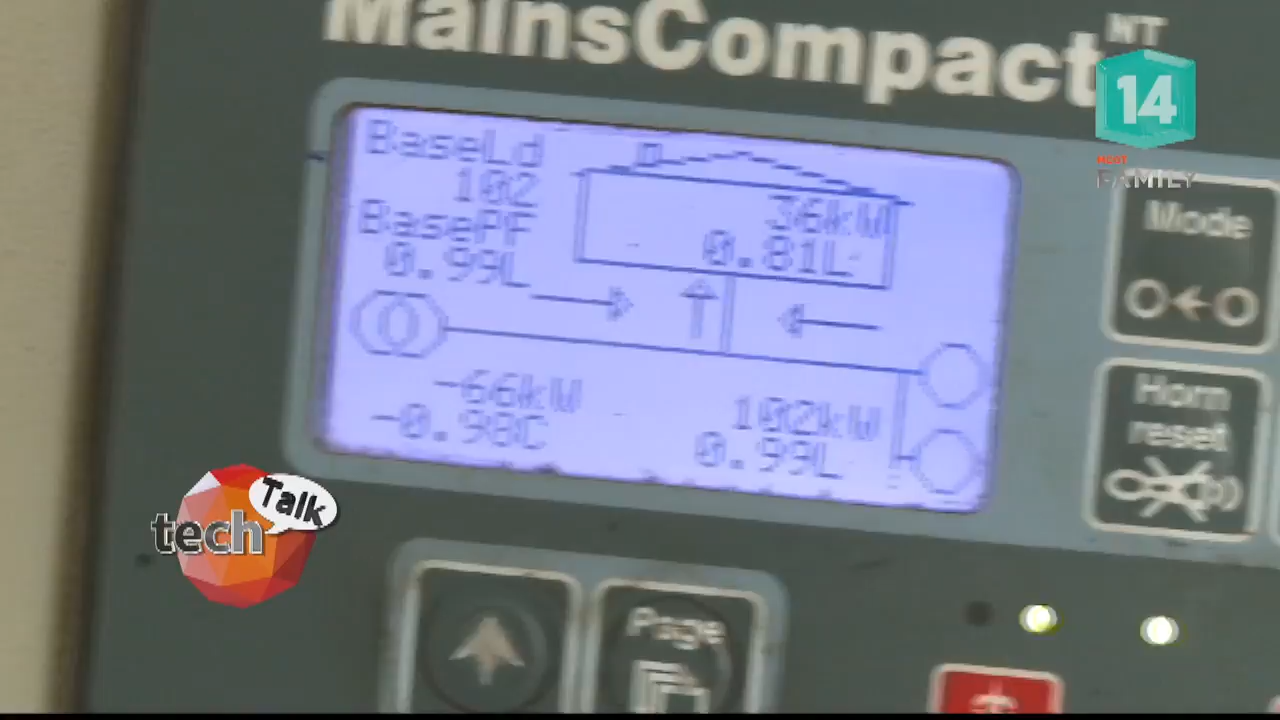 MainsCompact NT
14
NEXT
FAMILY
BaseLd
102
BasePF
0.99L
36kW
0.81L
-66kW
-0.98C
102kW
0.99L
Mode
Horn
reset
tech Talk
Page